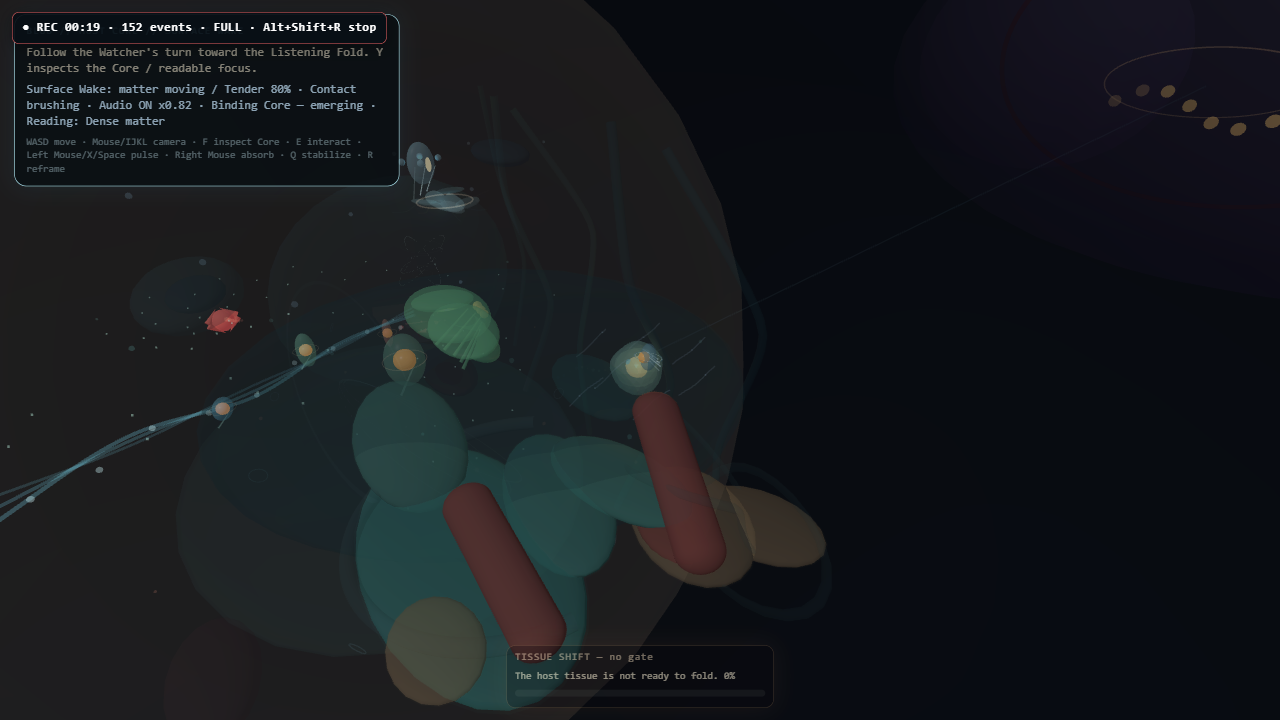 ● REC 00:19 · 152 events · FULL · Alt+Shift+R stop
Follow the Watcher's turn toward the Listening Fold. Y
inspects the Core / readable focus.
Surface Wake: matter moving / Tender 80% · Contact
brushing · Audio ON x0.82 · Binding Core — emerging ·
Reading: Dense matter
WASD move · Mouse/IJKL camera · F inspect Core · E interact ·
Left Mouse/X/Space pulse · Right Mouse absorb · Q stabilize · R
reframe
TISSUE SHIFT — no gate
The host tissue is not ready to fold. 0%